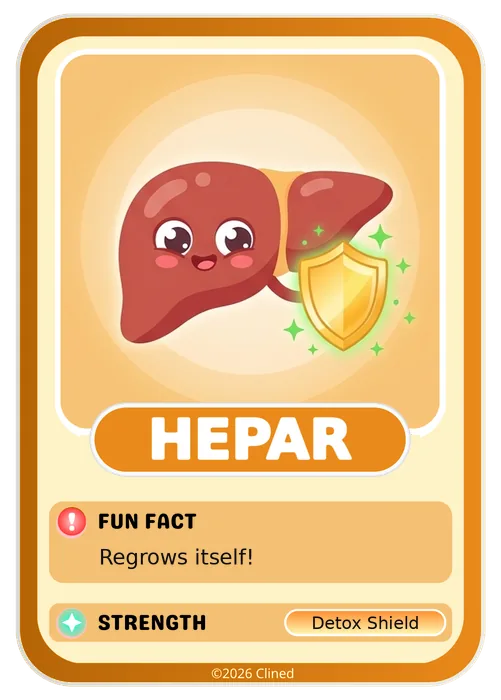 HEPAR
FUN FACT
Regrows itself!
STRENGTH
Detox Shield
©2026 Clined